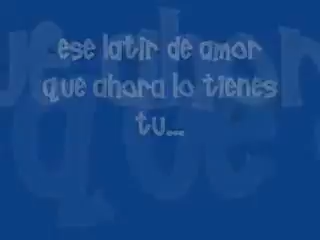 ese latir de amor
que ahora lo tienes
tu...